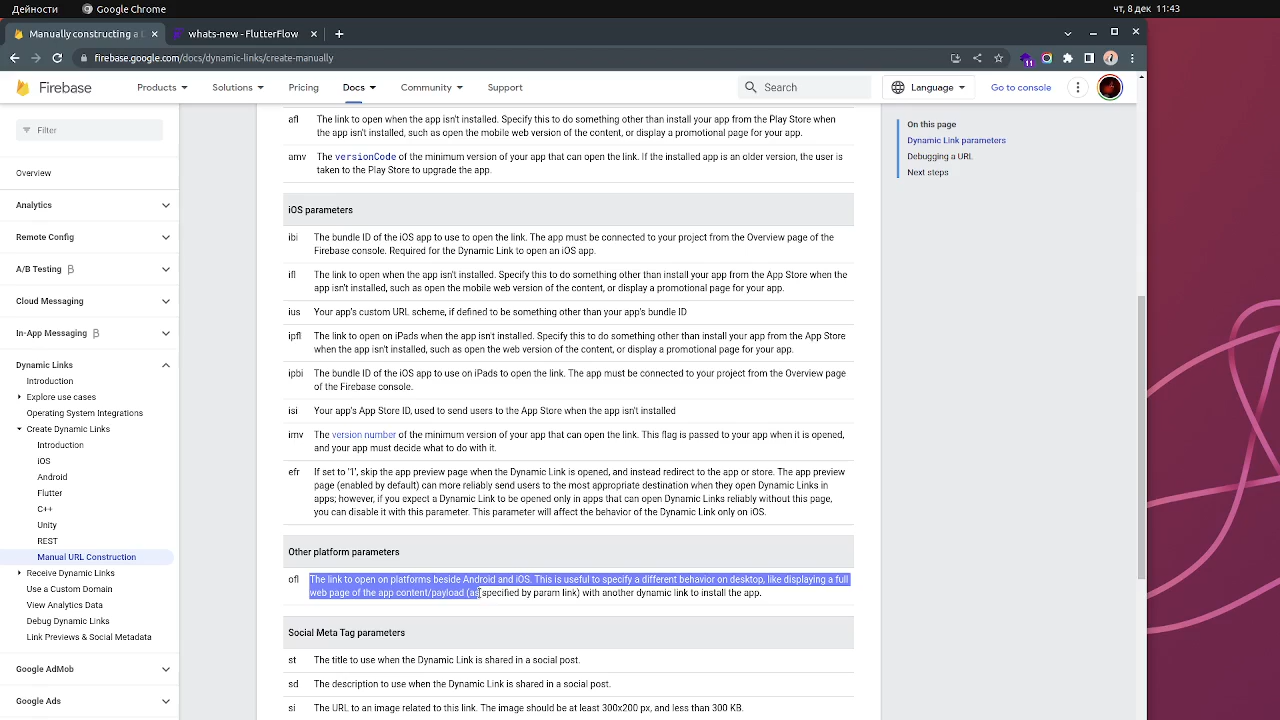 Дейности
Google Chrome
чт, 8 дек 11:43
Manually constructing a D
whats-new - FlutterFlow
firebase.google.com/docs/dynamic-links/create-manually
11
Firebase
Products
Solutions
Pricing
Docs
Community
Support
Search
Language
Go to console
Filter
Overview
Analytics
Remote Config
A/B Testing β
Cloud Messaging
In-App Messaging β
Dynamic Links
Introduction
Explore use cases
Operating System Integrations
Create Dynamic Links
Introduction
iOS
Android
Flutter
C++
Unity
REST
Manual URL Construction
Receive Dynamic Links
Use a Custom Domain
View Analytics Data
Debug Dynamic Links
Link Previews & Social Metadata
Google AdMob
Google Ads
afl The link to open when the app isn't installed. Specify this to do something other than install your app from the Play Store when
the app isn't installed, such as open the mobile web version of the content, or display a promotional page for your app.
amv The versionCode of the minimum version of your app that can open the link. If the installed app is an older version, the user is
taken to the Play Store to upgrade the app.
iOS parameters
ibi The bundle ID of the iOS app to use to open the link. The app must be connected to your project from the Overview page of the
Firebase console. Required for the Dynamic Link to open an iOS app.
ifl The link to open when the app isn't installed. Specify this to do something other than install your app from the App Store when the
app isn't installed, such as open the mobile web version of the content, or display a promotional page for your app.
ius Your app's custom URL scheme, if defined to be something other than your app's bundle ID
ipfl The link to open on iPads when the app isn't installed. Specify this to do something other than install your app from the App Store
when the app isn't installed, such as open the web version of the content, or display a promotional page for your app.
ipbi The bundle ID of the iOS app to use on iPads to open the link. The app must be connected to your project from the Overview page
of the Firebase console.
isi Your app's App Store ID, used to send users to the App Store when the app isn't installed
imv The version number of the minimum version of your app that can open the link. This flag is passed to your app when it is opened,
and your app must decide what to do with it.
efr If set to '1', skip the app preview page when the Dynamic Link is opened, and instead redirect to the app or store. The app preview
page (enabled by default) can more reliably send users to the most appropriate destination when they open Dynamic Links in
apps; however, if you expect a Dynamic Link to be opened only in apps that can open Dynamic Links reliably without this page,
you can disable it with this parameter. This parameter will affect the behavior of the Dynamic Link only on iOS.
Other platform parameters
ofl The link to open on platforms beside Android and iOS. This is useful to specify a different behavior on desktop, like displaying a full
web page of the app content/payload (as specified by param link) with another dynamic link to install the app.
Social Meta Tag parameters
st The title to use when the Dynamic Link is shared in a social post.
sd The description to use when the Dynamic Link is shared in a social post.
si The URL to an image related to this link. The image should be at least 300x200 px, and less than 300 KB.
On this page
Dynamic Link parameters
Debugging a URL
Next steps